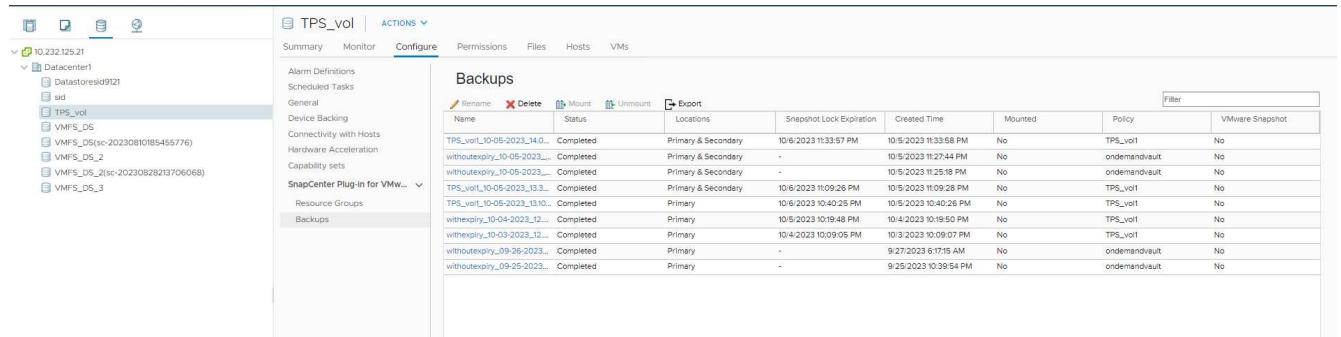 TPS_vol ACTIONS
Summary Monitor Configure Permissions Files Hosts VMs
10.232.125.21
Datacenter1
Datastoresid9121
sid
TPS_vol
VMFS_DS
VMFS_DS(sc-20230810185455776)
VMFS_DS_2
VMFS_DS_2(sc-20230828213706068)
VMFS_DS_3
Alarm Definitions
Scheduled Tasks
General
Device Backing
Connectivity with Hosts
Hardware Acceleration
Capability sets
SnapCenter Plug-in for VMw...
Resource Groups
Backups
Backups
Rename Delete Mount Unmount Export Filter
Name Status Locations Snapshot Lock Expiration Created Time Mounted Policy VMware Snapshot
TPS_vol1_10-05-2023_14.0... Completed Primary & Secondary 10/6/2023 11:33:57 PM 10/5/2023 11:33:58 PM No TPS_vol1 No
withoutexpiry_10-05-2023_... Completed Primary & Secondary - 10/5/2023 11:27:44 PM No ondemandvault No
withoutexpiry_10-05-2023_... Completed Primary & Secondary - 10/5/2023 11:25:18 PM No ondemandvault No
TPS_vol1_10-05-2023_13.3... Completed Primary & Secondary 10/6/2023 11:09:26 PM 10/5/2023 11:09:28 PM No TPS_vol1 No
TPS_vol1_10-05-2023_13.10... Completed Primary 10/6/2023 10:40:25 PM 10/5/2023 10:40:26 PM No TPS_vol1 No
withexpiry_10-04-2023_12.... Completed Primary 10/5/2023 10:19:48 PM 10/4/2023 10:19:50 PM No TPS_vol1 No
withexpiry_10-03-2023_12.... Completed Primary 10/4/2023 10:09:05 PM 10/3/2023 10:09:07 PM No TPS_vol1 No
withoutexpiry_09-26-2023... Completed Primary - 9/27/2023 6:17:15 AM No ondemandvault No
withoutexpiry_09-25-2023... Completed Primary - 9/25/2023 10:39:54 PM No ondemandvault No